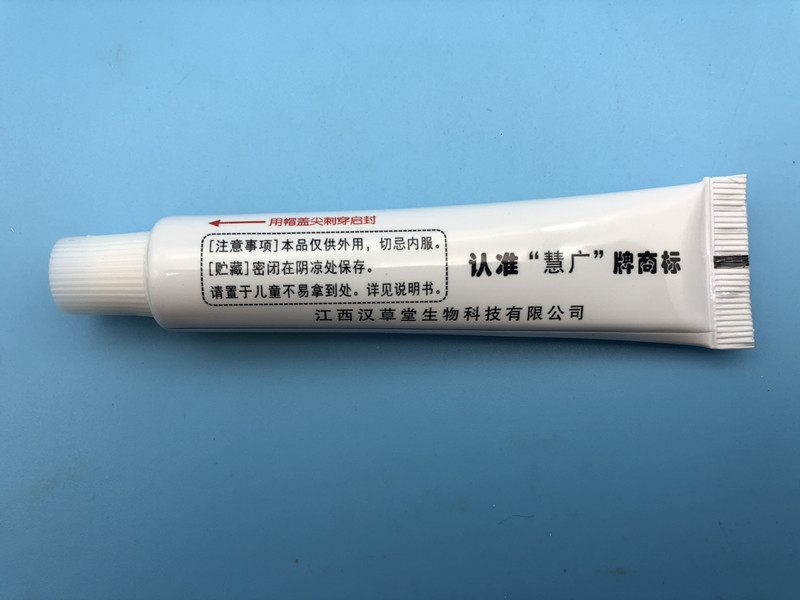 用帽盖尖刺穿启封
[注意事项]本品仅供外用，切忌内服。
[贮藏]密闭在阴凉处保存。
请置于儿童不易拿到处。详见说明书。
认准“慧广”牌商标
江西汉草堂生物科技有限公司